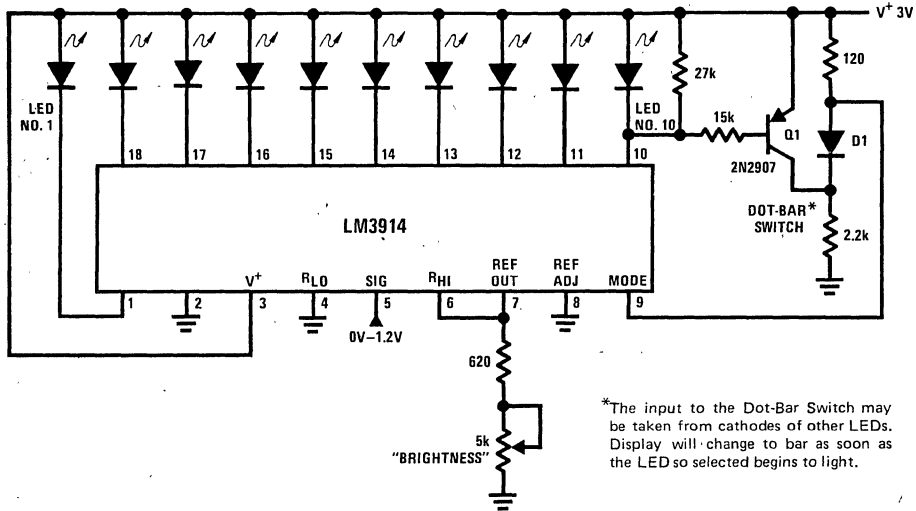 V+ 3V
120
27k
LED
NO. 1
LED
NO. 10
15k
Q1
D1
2N2907
18 17 16 15 14 13 12 11 10
DOT-BAR*
SWITCH
2.2k
LM3914
V+ RLO SIG RHI REF OUT REF ADJ MODE
1 2 3 4 5 6 7 8 9
0V–1.2V
620
5k
"BRIGHTNESS"
*The input to the Dot-Bar Switch may
be taken from cathodes of other LEDs.
Display will change to bar as soon as
the LED so selected begins to light.